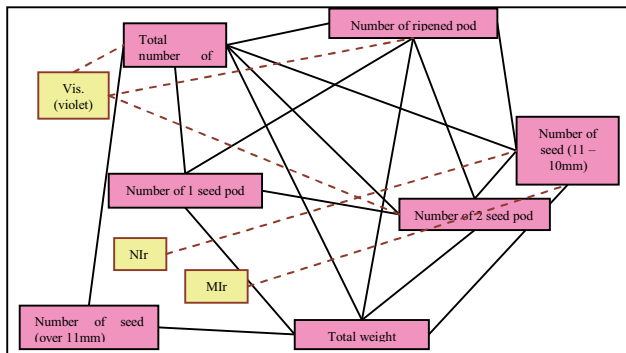 Total
number of
Number of ripened pod
Vis.
(violet)
Number of
seed (11 –
10mm)
Number of 1 seed pod
Number of 2 seed pod
NIr
MIr
Number of seed
(over 11mm)
Total weight